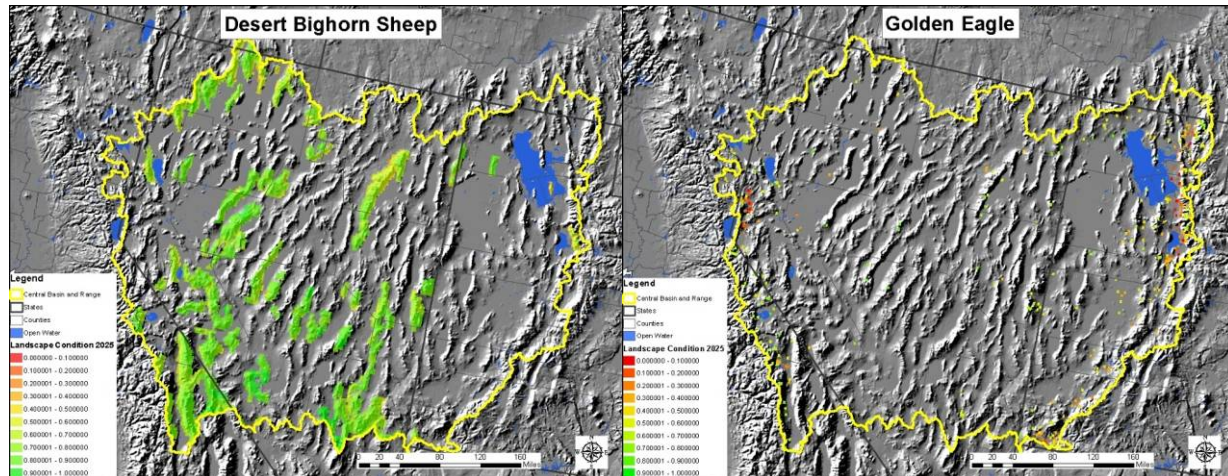 Desert Bighorn Sheep
Legend
Central Basin and Range
States
Counties
Open Water
Landscape Condition 2025
0.000000 - 0.100000
0.100001 - 0.200000
0.200001 - 0.300000
0.300001 - 0.400000
0.400001 - 0.500000
0.500001 - 0.600000
0.600001 - 0.700000
0.700001 - 0.800000
0.800001 - 0.900000
0.900001 - 1.000000
0 20 40 80 120 160
Miles
Golden Eagle
Legend
Central Basin and Range
States
Counties
Open Water
Landscape Condition 2025
0.000000 - 0.100000
0.100001 - 0.200000
0.200001 - 0.300000
0.300001 - 0.400000
0.400001 - 0.500000
0.500001 - 0.600000
0.600001 - 0.700000
0.700001 - 0.800000
0.800001 - 0.900000
0.900001 - 1.000000
0 20 40 80 120 160
Miles